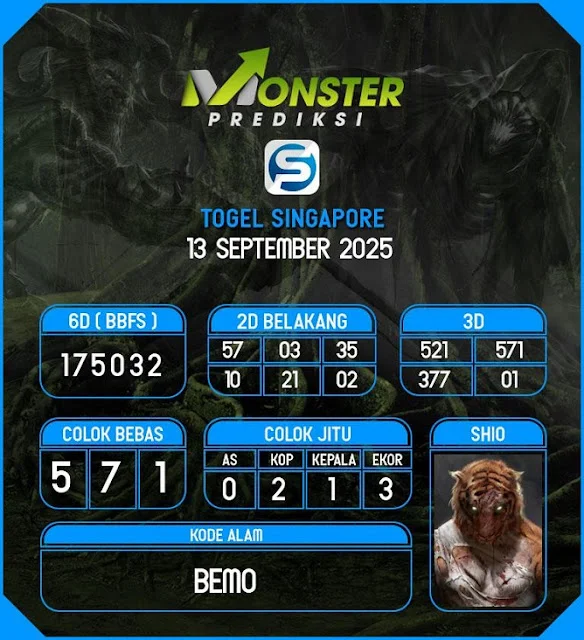 MONSTER
PREDIKSI
S
TOGEL SINGAPORE
13 SEPTEMBER 2025
6D ( BBFS )
175032
2D BELAKANG
57 03 35
10 21 02
3D
521 571
377 01
COLOK BEBAS
5 7 1
COLOK JITU
AS KOP KEPALA EKOR
0 2 1 3
SHIO
KODE ALAM
BEMO